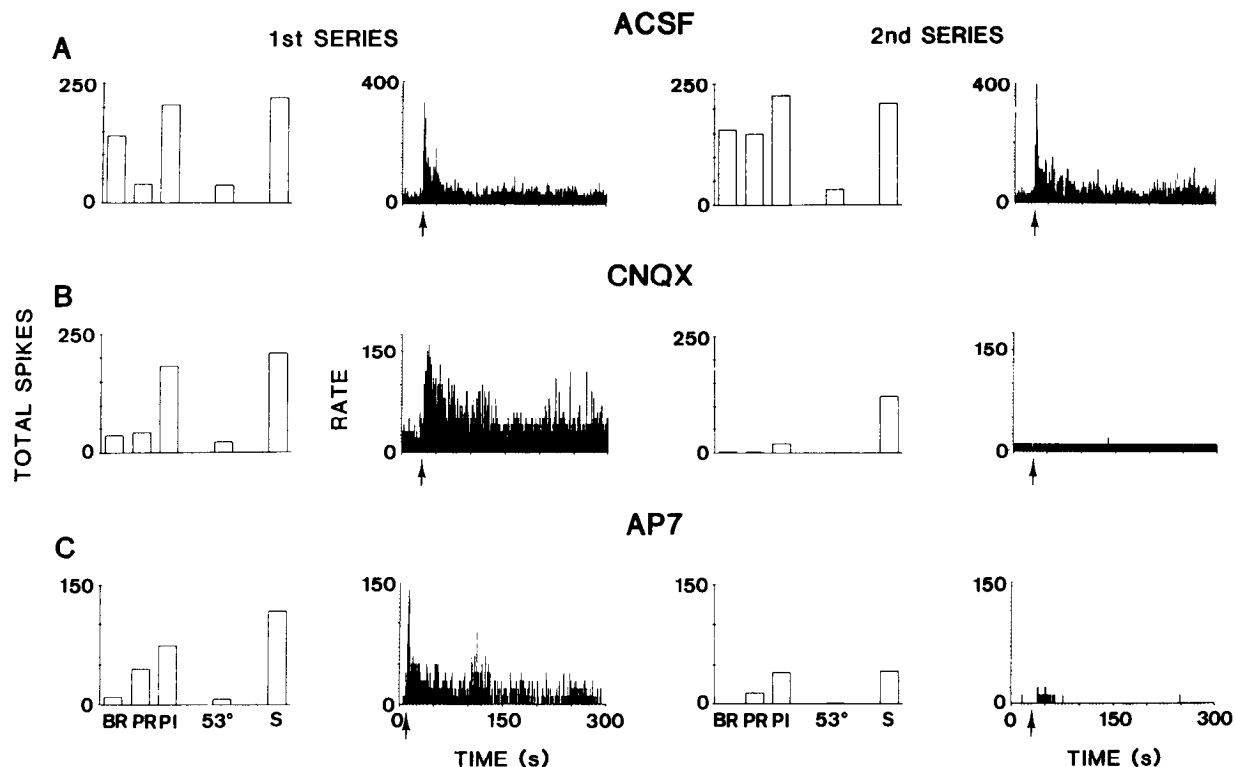 ACSF
1st SERIES
2nd SERIES
A
250
0
400
0
250
0
400
0
CNQX
B
TOTAL SPIKES
250
0
RATE
150
0
250
0
150
0
AP7
C
150
0
BR PR PI 53° S
150
0
0 150 300
TIME (s)
150
0
BR PR PI 53° S
150
0
0 150 300
TIME (s)